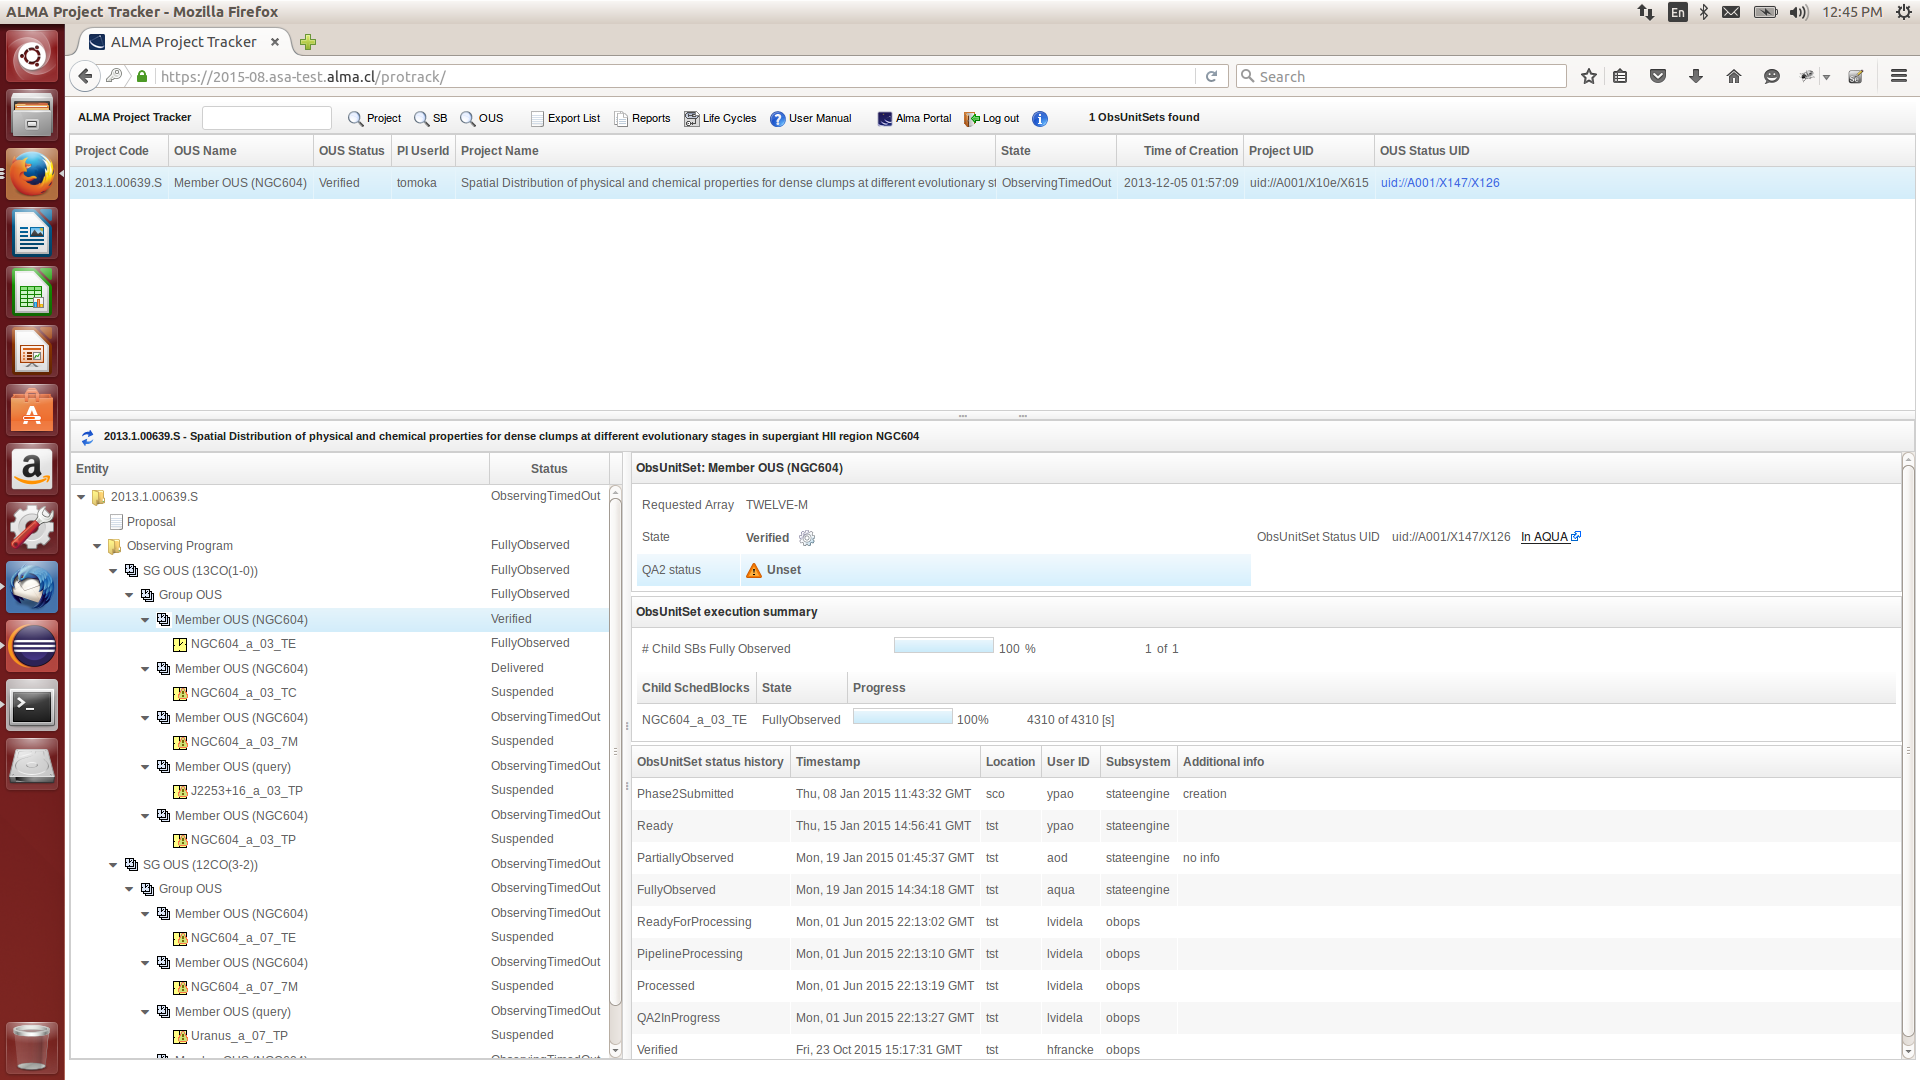 ALMA Project Tracker - Mozilla Firefox
En
12:45 PM
ALMA Project Tracker
https://2015-08.asa-test.alma.cl/protrack/
Search
ALMA Project Tracker Project SB OUS Export List Reports Life Cycles User Manual Alma Portal Log out 1 ObsUnitSets found
Project Code OUS Name OUS Status PI UserId Project Name State Time of Creation Project UID OUS Status UID
2013.1.00639.S Member OUS (NGC604) Verified tomoka Spatial Distribution of physical and chemical properties for dense clumps at different evolutionary st ObservingTimedOut 2013-12-05 01:57:09 uid://A001/X10e/X615 uid://A001/X147/X126
2013.1.00639.S - Spatial Distribution of physical and chemical properties for dense clumps at different evolutionary stages in supergiant HII region NGC604
Entity Status
2013.1.00639.S ObservingTimedOut
Proposal
Observing Program FullyObserved
SG OUS (13CO(1-0)) FullyObserved
Group OUS FullyObserved
Member OUS (NGC604) Verified
NGC604_a_03_TE FullyObserved
Member OUS (NGC604) Delivered
NGC604_a_03_TC Suspended
Member OUS (NGC604) ObservingTimedOut
NGC604_a_03_7M Suspended
Member OUS (query) ObservingTimedOut
J2253+16_a_03_TP Suspended
Member OUS (NGC604) ObservingTimedOut
NGC604_a_03_TP Suspended
SG OUS (12CO(3-2)) ObservingTimedOut
Group OUS ObservingTimedOut
Member OUS (NGC604) ObservingTimedOut
NGC604_a_07_TE Suspended
Member OUS (NGC604) ObservingTimedOut
NGC604_a_07_7M Suspended
Member OUS (query) ObservingTimedOut
Uranus_a_07_TP Suspended
Member OUS (NGC604) ObservingTimedOut
ObsUnitSet: Member OUS (NGC604)
Requested Array TWELVE-M
State Verified ObsUnitSet Status UID uid://A001/X147/X126 In AQUA
QA2 status Unset
ObsUnitSet execution summary
# Child SBs Fully Observed 100 % 1 of 1
Child SchedBlocks State Progress
NGC604_a_03_TE FullyObserved 100% 4310 of 4310 [s]
ObsUnitSet status history Timestamp Location User ID Subsystem Additional info
Phase2Submitted Thu, 08 Jan 2015 11:43:32 GMT sco ypao stateengine creation
Ready Thu, 15 Jan 2015 14:56:41 GMT tst ypao stateengine
PartiallyObserved Mon, 19 Jan 2015 01:45:37 GMT tst aod stateengine no info
FullyObserved Mon, 19 Jan 2015 14:34:18 GMT tst aqua stateengine
ReadyForProcessing Mon, 01 Jun 2015 22:13:02 GMT tst lvidela obops
PipelineProcessing Mon, 01 Jun 2015 22:13:10 GMT tst lvidela obops
Processed Mon, 01 Jun 2015 22:13:19 GMT tst lvidela obops
QA2InProgress Mon, 01 Jun 2015 22:13:27 GMT tst lvidela obops
Verified Fri, 23 Oct 2015 15:17:31 GMT tst hfrancke obops